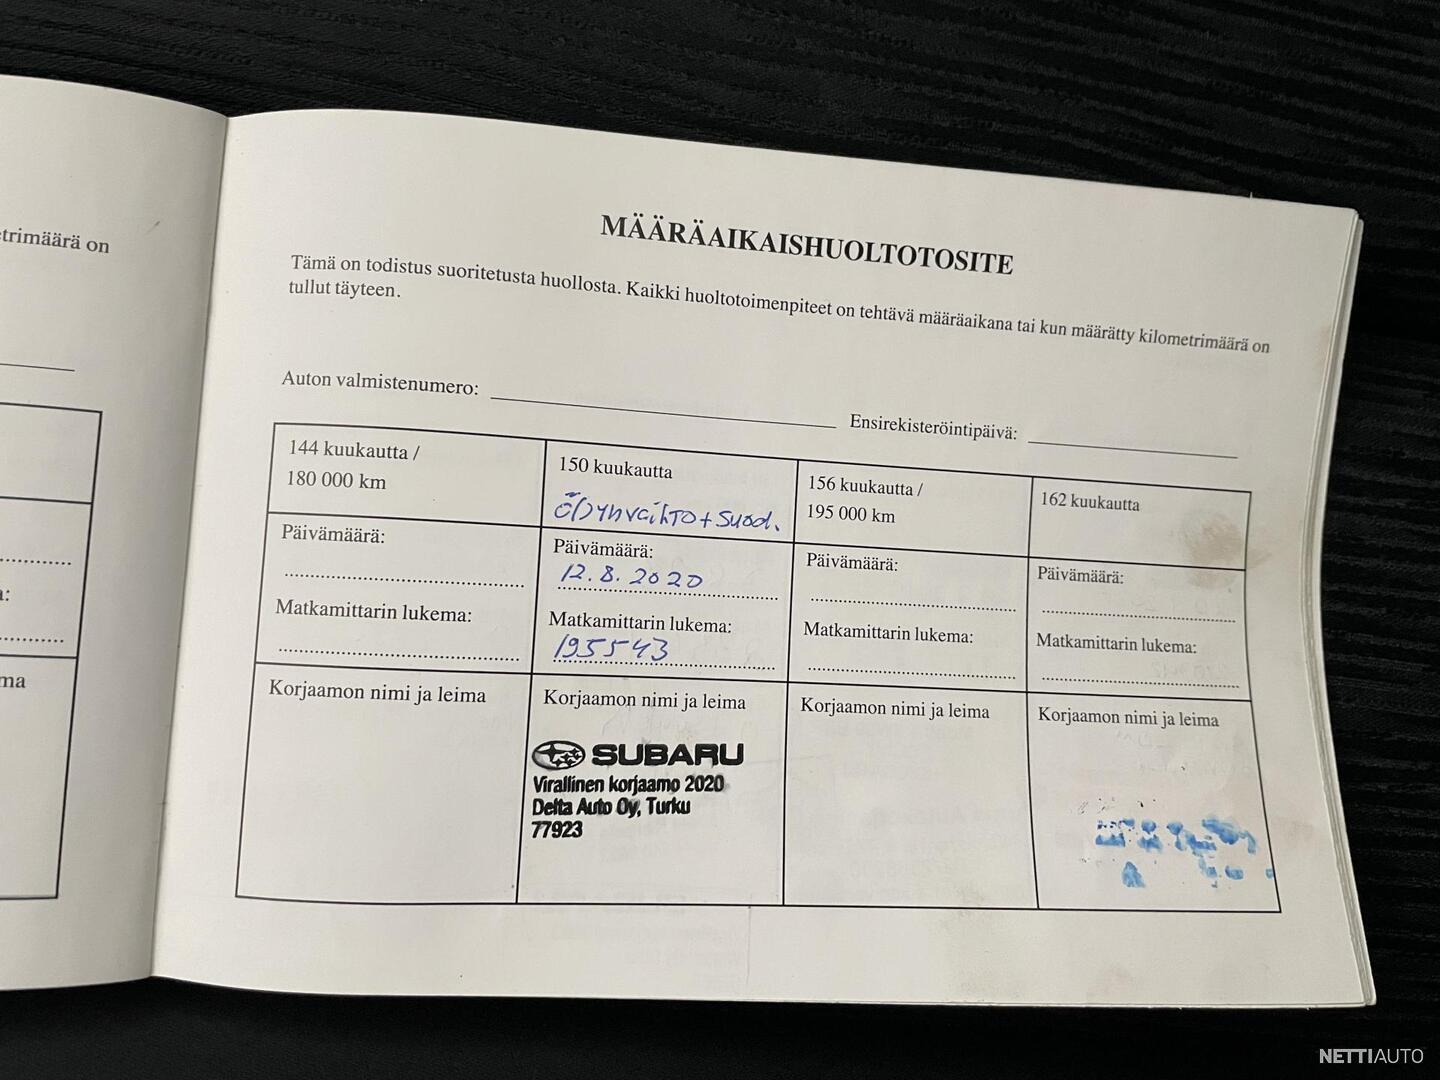 trimäärä on
a:
ma
MÄÄRÄAIKAISHUOLTOTOSITE
Tämä on todistus suoritetusta huollosta. Kaikki huoltotoimenpiteet on tehtävä määräaikana tai kun määrätty kilometrimäärä on
tullut täyteen.
Auton valmistenumero:
Ensirekisteröintipäivä:
144 kuukautta /
180 000 km
Päivämäärä:
Matkamittarin lukema:
Korjaamon nimi ja leima
150 kuukautta
Öljynvaihto + Suod.
Päivämäärä:
12.8.2020
Matkamittarin lukema:
195543
Korjaamon nimi ja leima
SUBARU
Virallinen korjaamo 2020
Delta Auto Oy, Turku
77923
156 kuukautta /
195 000 km
Päivämäärä:
Matkamittarin lukema:
Korjaamon nimi ja leima
162 kuukautta
Päivämäärä:
Matkamittarin lukema:
Korjaamon nimi ja leima
NETTIAUTO